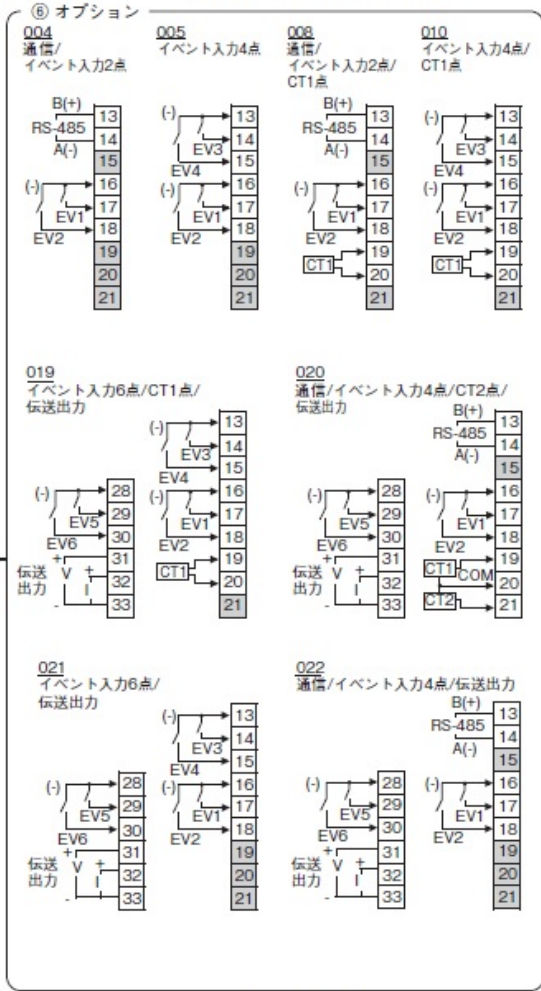 ⑥ オプション
004
通信/
イベント入力2点
B(+)
RS-485
A(-)
(-)
EV1
EV2
13
14
15
16
17
18
19
20
21
005
イベント入力4点
(-)
EV3
EV4
(-)
EV1
EV2
13
14
15
16
17
18
19
20
21
008
通信/
イベント入力2点/
CT1点
B(+)
RS-485
A(-)
(-)
EV1
EV2
CT1
13
14
15
16
17
18
19
20
21
010
イベント入力4点/
CT1点
(-)
EV3
EV4
(-)
EV1
EV2
CT1
13
14
15
16
17
18
19
20
21
019
イベント入力6点/CT1点/
伝送出力
(-)
EV5
EV6
伝送
出力
+
V
+
I
-
28
29
30
31
32
33
(-)
EV3
EV4
(-)
EV1
EV2
CT1
13
14
15
16
17
18
19
20
21
020
通信/イベント入力4点/CT2点/
伝送出力
(-)
EV5
EV6
伝送
出力
+
V
+
I
-
28
29
30
31
32
33
B(+)
RS-485
A(-)
(-)
EV1
EV2
CT1
COM
CT2
13
14
15
16
17
18
19
20
21
021
イベント入力6点/
伝送出力
(-)
EV5
EV6
伝送
出力
+
V
+
I
-
28
29
30
31
32
33
(-)
EV3
EV4
(-)
EV1
EV2
13
14
15
16
17
18
19
20
21
022
通信/イベント入力4点/伝送出力
(-)
EV5
EV6
伝送
出力
+
V
+
I
-
28
29
30
31
32
33
B(+)
RS-485
A(-)
(-)
EV1
EV2
13
14
15
16
17
18
19
20
21